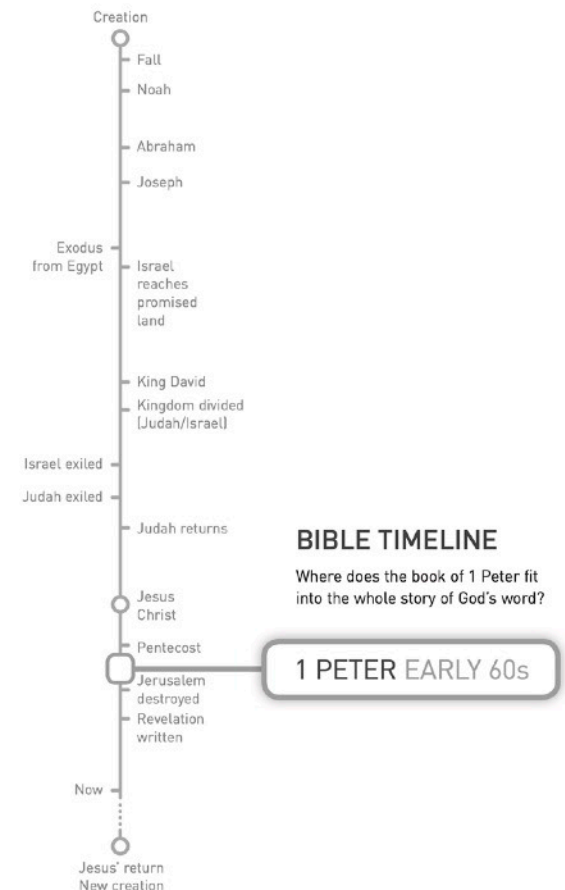 Creation
Fall
Noah
Abraham
Joseph
Exodus
from Egypt
Israel
reaches
promised
land
King David
Kingdom divided
(Judah/Israel)
Israel exiled
Judah exiled
Judah returns
BIBLE TIMELINE
Where does the book of 1 Peter fit
into the whole story of God's word?
Jesus
Christ
Pentecost
1 PETER EARLY 60s
Jerusalem
destroyed
Revelation
written
Now
Jesus' return
New creation